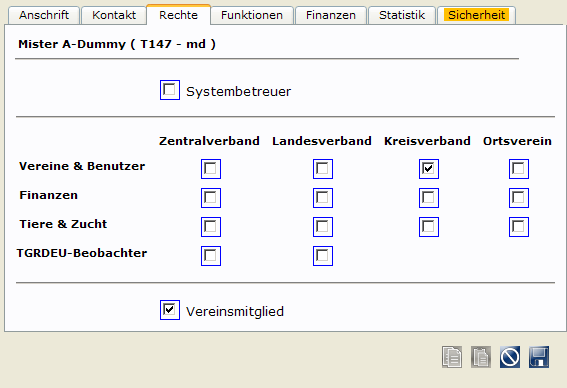 Anschrift Kontakt Rechte Funktionen Finanzen Statistik Sicherheit
Mister A-Dummy ( T147 - md )
Systembetreuer
Zentralverband Landesverband Kreisverband Ortsverein
Vereine & Benutzer
Finanzen
Tiere & Zucht
TGRDEU-Beobachter
Vereinsmitglied